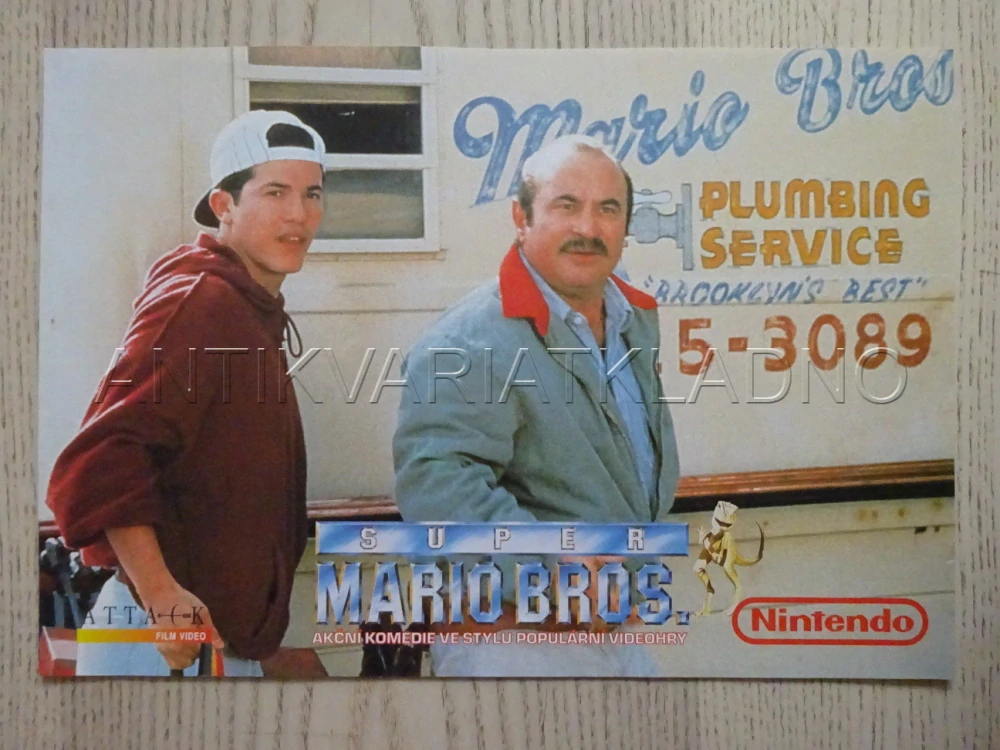 Mario Bros
PLUMBING
SERVICE
"BROOKLYN'S BEST"
5-3089
ANTIKVARIATKLADNO
SUPER
MARIO BROS.
AKČNÍ KOMEDIE VE STYLU POPULÁRNÍ VIDEOHRY
ATTACK
FILM VIDEO
Nintendo